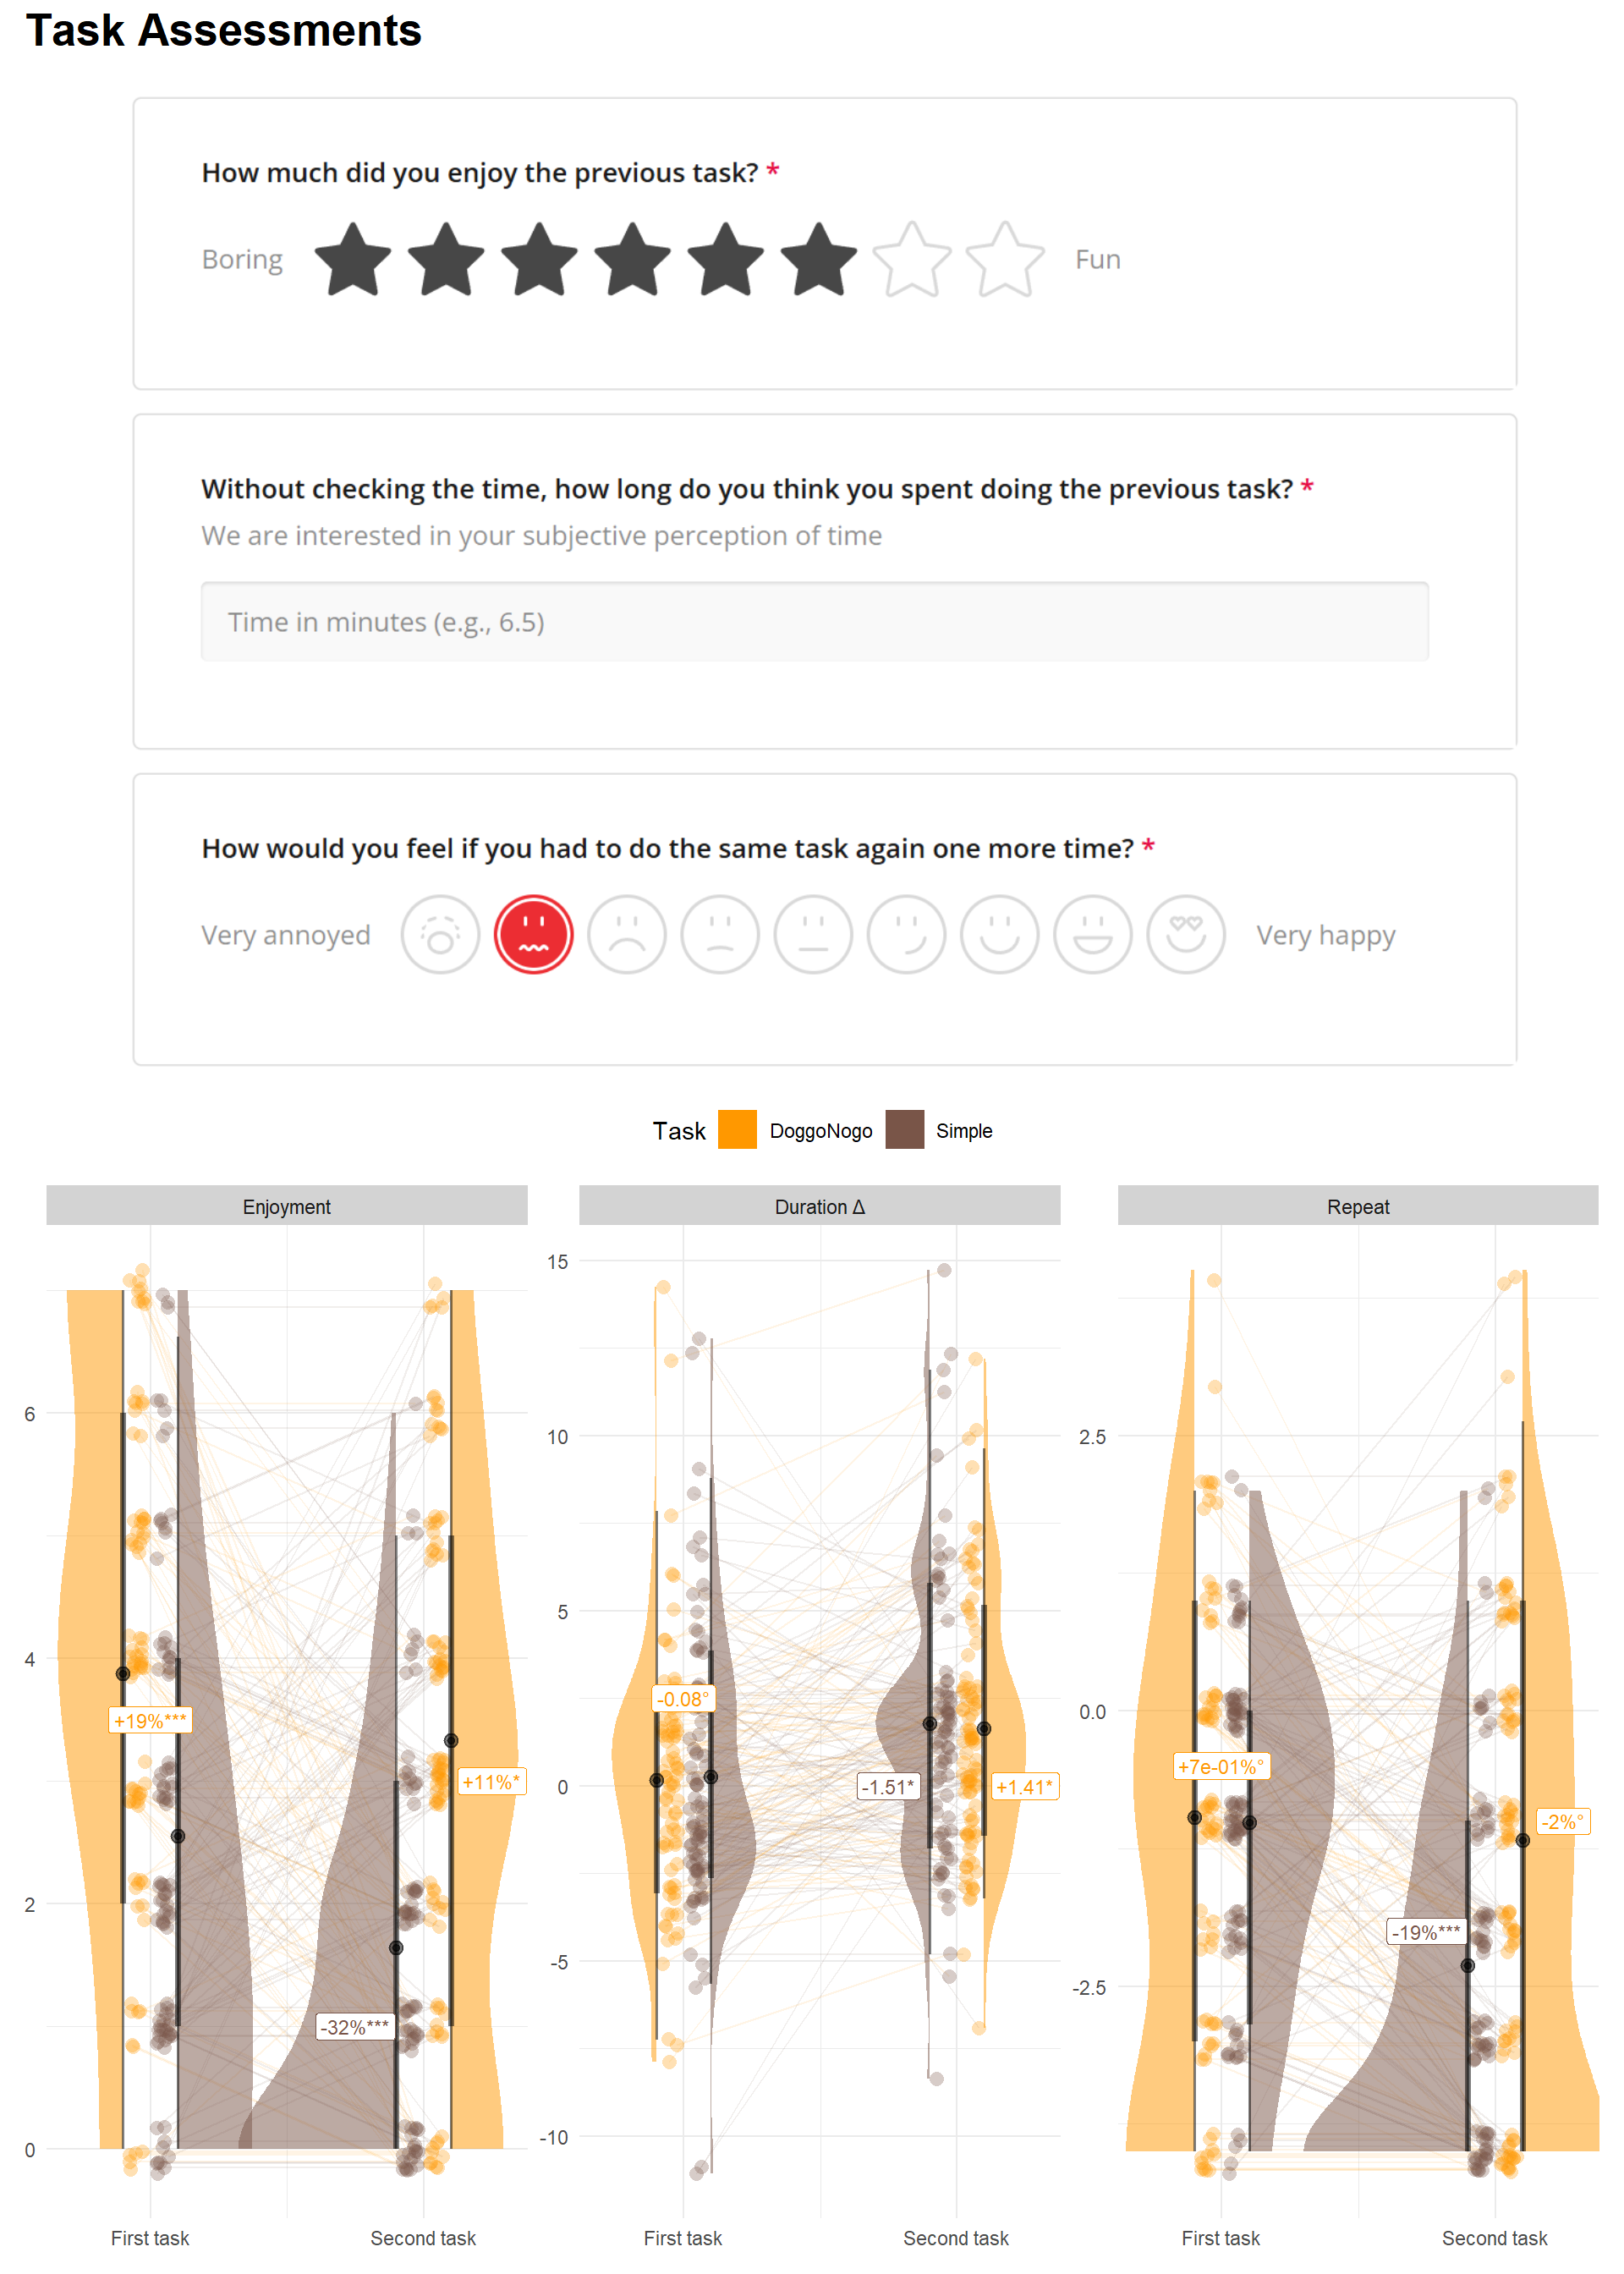 Task Assessments
How much did you enjoy the previous task? *
Boring Fun
Without checking the time, how long do you think you spent doing the previous task? *
We are interested in your subjective perception of time
Time in minutes (e.g., 6.5)
How would you feel if you had to do the same task again one more time? *
Very annoyed Very happy
Task DoggoNogo Simple
Enjoyment
6
4
2
0
+19%***
-32%***
+11%*
First task Second task
Duration Δ
15
10
5
0
-5
-10
-0.08°
-1.51*
+1.41*
First task Second task
Repeat
2.5
0.0
-2.5
+7e-01%°
-19%***
-2%°
First task Second task